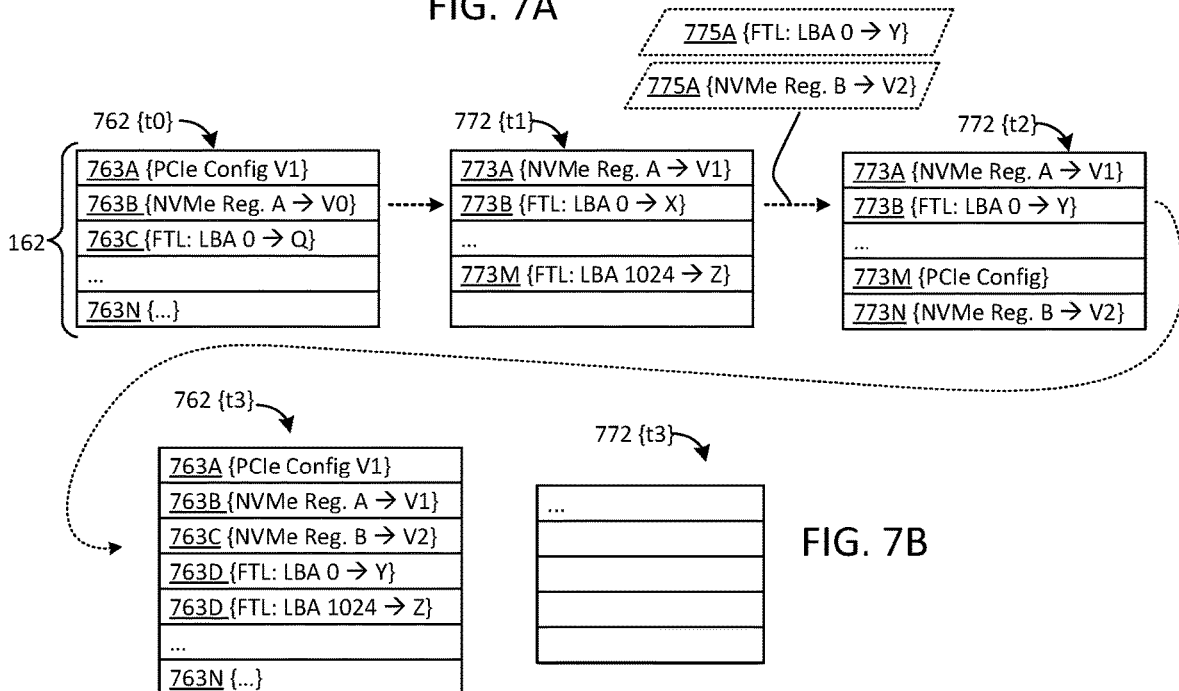 FIG. 7A
775A {FTL: LBA 0 → Y}
775A {NVMe Reg. B → V2}
762 {t0}
772 {t1}
772 {t2}
162
763A {PCIe Config V1}
763B {NVMe Reg. A → V0}
763C {FTL: LBA 0 → Q}
...
763N {...}
773A {NVMe Reg. A → V1}
773B {FTL: LBA 0 → X}
...
773M {FTL: LBA 1024 → Z}
773A {NVMe Reg. A → V1}
773B {FTL: LBA 0 → Y}
...
773M {PCIe Config}
773N {NVMe Reg. B → V2}
762 {t3}
763A {PCIe Config V1}
763B {NVMe Reg. A → V1}
763C {NVMe Reg. B → V2}
763D {FTL: LBA 0 → Y}
763D {FTL: LBA 1024 → Z}
...
763N {...}
772 {t3}
...
FIG. 7B